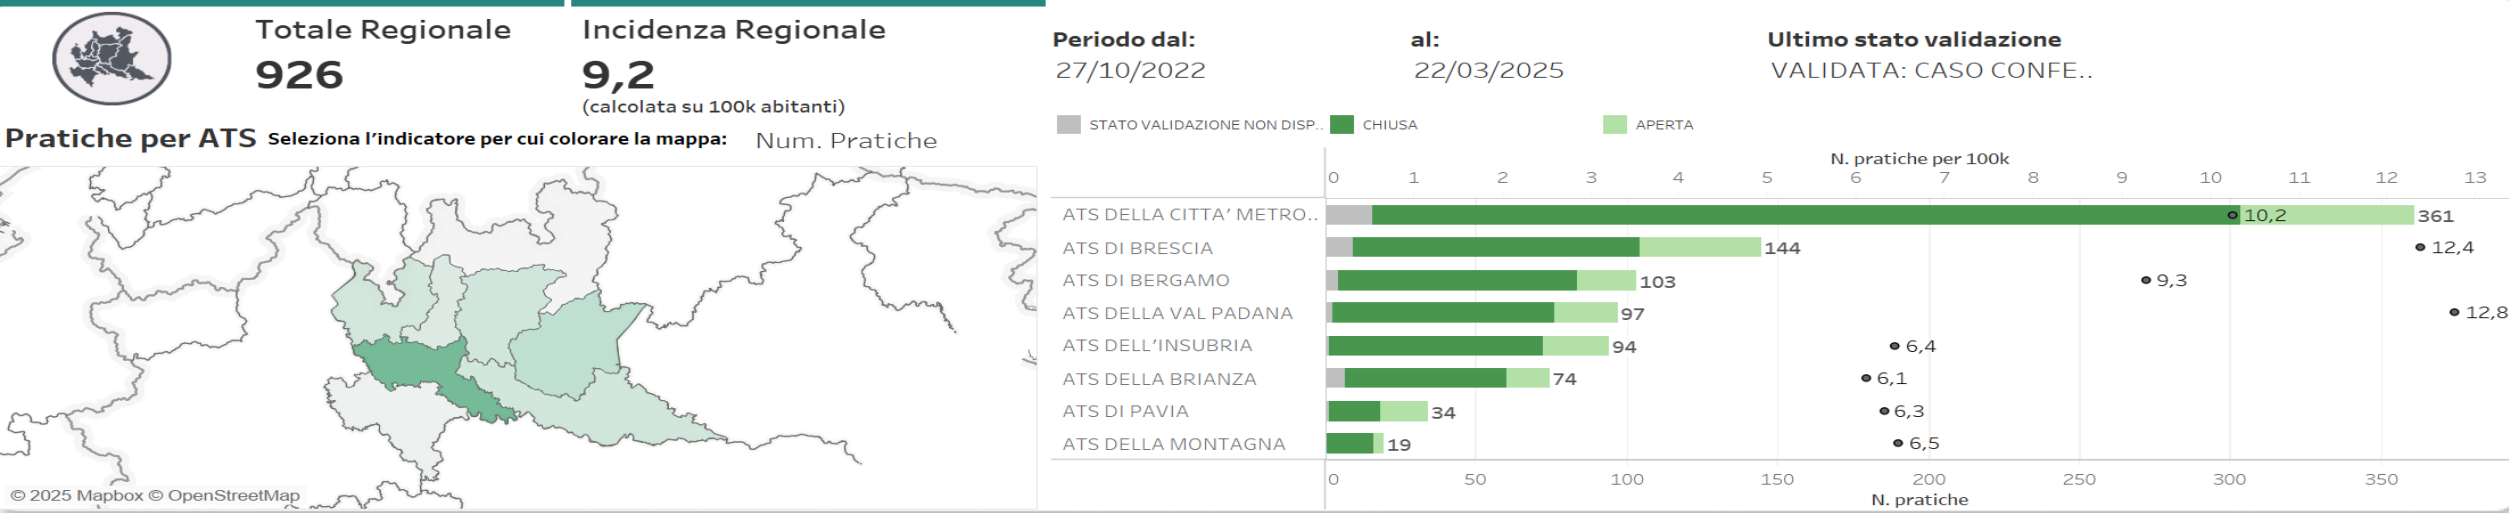 Totale Regionale
926
Incidenza Regionale
9,2
(calcolata su 100k abitanti)
Pratiche per ATS Seleziona l'indicatore per cui colorare la mappa: Num. Pratiche
© 2025 Mapbox © OpenStreetMap
Periodo dal:
27/10/2022
al:
22/03/2025
Ultimo stato validazione
VALIDATA: CASO CONFE..
STATO VALIDAZIONE NON DISP.. CHIUSA APERTA
N. pratiche per 100k
0 1 2 3 4 5 6 7 8 9 10 11 12 13
ATS DELLA CITTA' METRO.. 10,2 361
ATS DI BRESCIA 144 12,4
ATS DI BERGAMO 103 9,3
ATS DELLA VAL PADANA 97 12,8
ATS DELL'INSUBRIA 94 6,4
ATS DELLA BRIANZA 74 6,1
ATS DI PAVIA 34 6,3
ATS DELLA MONTAGNA 19 6,5
0 50 100 150 200 250 300 350
N. pratiche